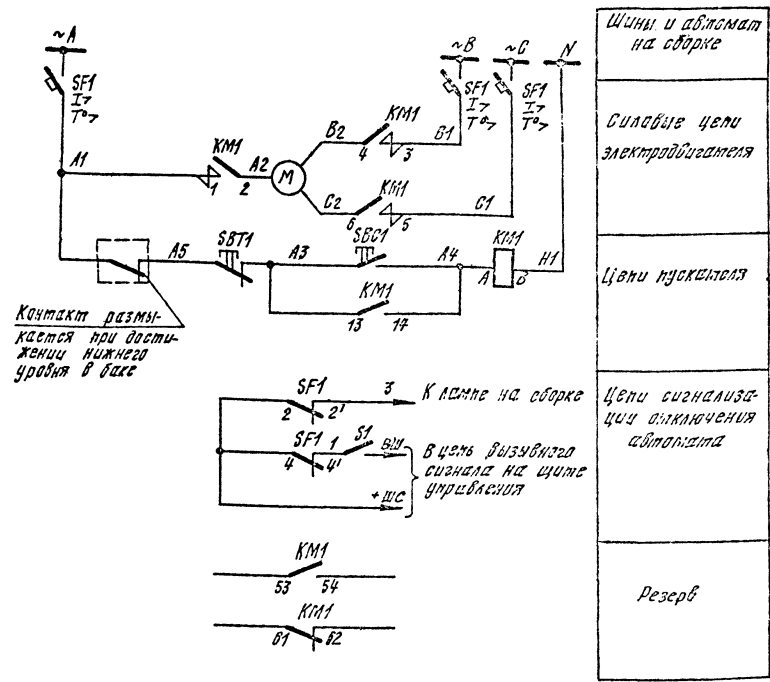 ~A
SF1
I>
T°>
~B
SF1
I>
T°>
~C
SF1
I>
T°>
N
Шины и автомат
на сборке
A1
KM1
1
2
A2
M
B2
KM1
4
3
B1
C2
KM1
6
5
C1
Силовые цепи
электродвигателя
A5
SBT1
A3
SBC1
A4
KM1
A
B
H1
KM1
13
17
Цепи пускателя
Контакт размы-
кается при дости-
жении нижнего
уровня в баке
SF1
2
2'
3
К лампе на сборке
SF1
4
4'
1
S1
ВШ
+ШС
В цепь вызувного
сигнала на щите
управления
Цепи сигнализа-
ции отключения
автомата
KM1
53
54
KM1
61
62
Резерв